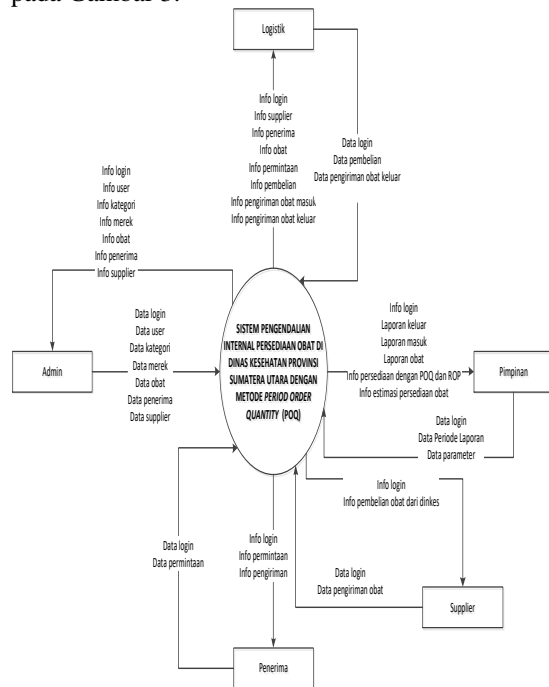 pada Gambar 3.
Logistik
Info login
Info supplier
Info penerima
Info obat
Info permintaan
Info pembelian
Info pengiriman obat masuk
Info pengiriman obat keluar
Data login
Data pembelian
Data pengiriman obat keluar
Info login
Info user
Info kategori
Info merek
Info obat
Info penerima
Info supplier
Admin
Data login
Data user
Data kategori
Data merek
Data obat
Data penerima
Data supplier
SISTEM PENGENDALIAN
INTERNAL PERSEDIAAN OBAT DI
DINAS KESEHATAN PROVINSI
SUMATERA UTARA DENGAN
METODE PERIOD ORDER
QUANTITY (POQ)
Info login
Laporan keluar
Laporan masuk
Laporan obat
Info persediaan dengan POQ dan ROP
Info estimasi persediaan obat
Pimpinan
Data login
Data Periode Laporan
Data parameter
Info login
Info pembelian obat dari dinkes
Data login
Data pengiriman obat
Supplier
Info login
Info permintaan
Info pengiriman
Data login
Data permintaan
Penerima